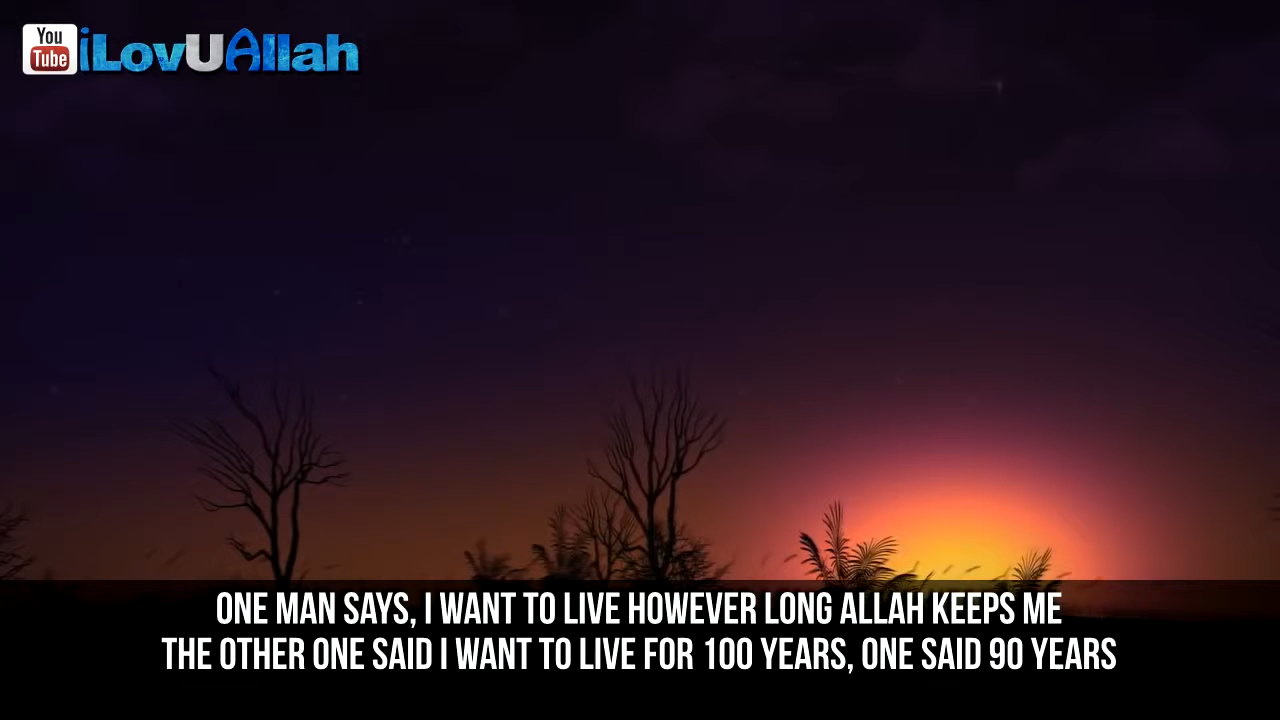 You
Tube
iLovUAllah
ONE MAN SAYS, I WANT TO LIVE HOWEVER LONG ALLAH KEEPS ME
THE OTHER ONE SAID I WANT TO LIVE FOR 100 YEARS, ONE SAID 90 YEARS